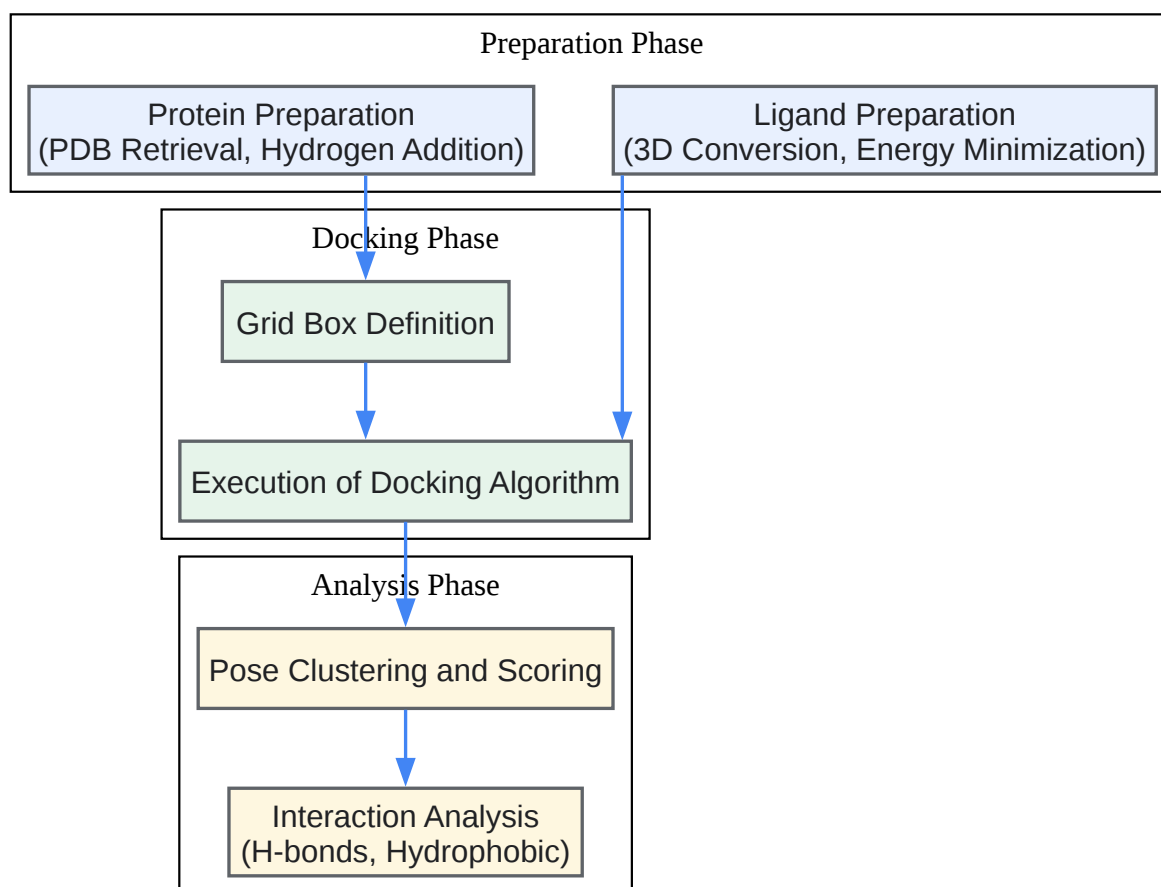 Preparation Phase
Protein Preparation
(PDB Retrieval, Hydrogen Addition)
Ligand Preparation
(3D Conversion, Energy Minimization)
Docking Phase
Grid Box Definition
Execution of Docking Algorithm
Analysis Phase
Pose Clustering and Scoring
Interaction Analysis
(H-bonds, Hydrophobic)